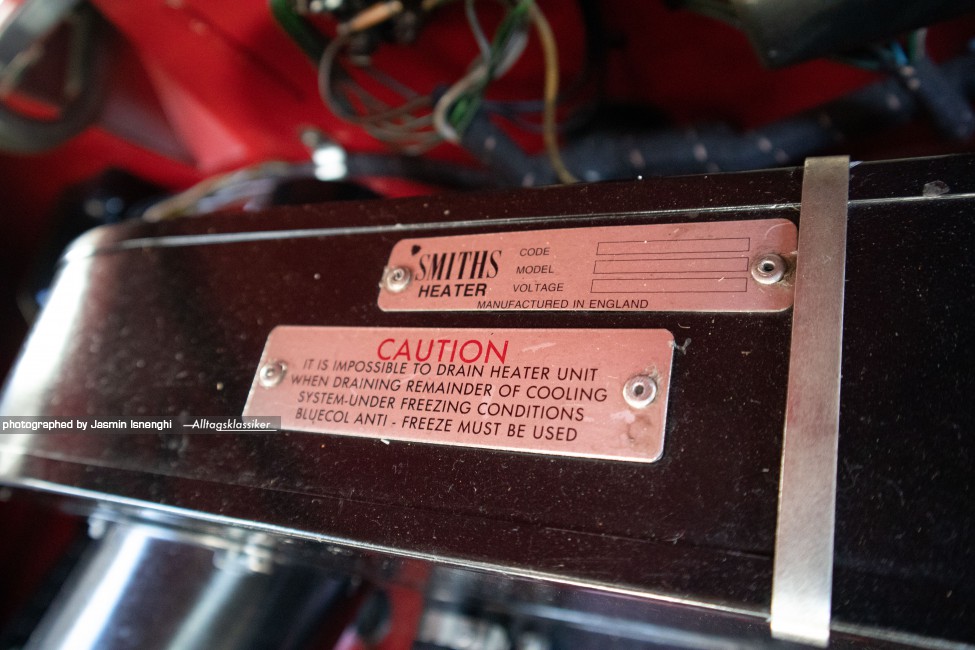 SMITHS
HEATER
CODE
MODEL
VOLTAGE
MANUFACTURED IN ENGLAND
CAUTION
IT IS IMPOSSIBLE TO DRAIN HEATER UNIT
WHEN DRAINING REMAINDER OF COOLING
SYSTEM-UNDER FREEZING CONDITIONS
BLUECOL ANTI - FREEZE MUST BE USED
photographed by Jasmin Isnenghi —Alltagsklassiker